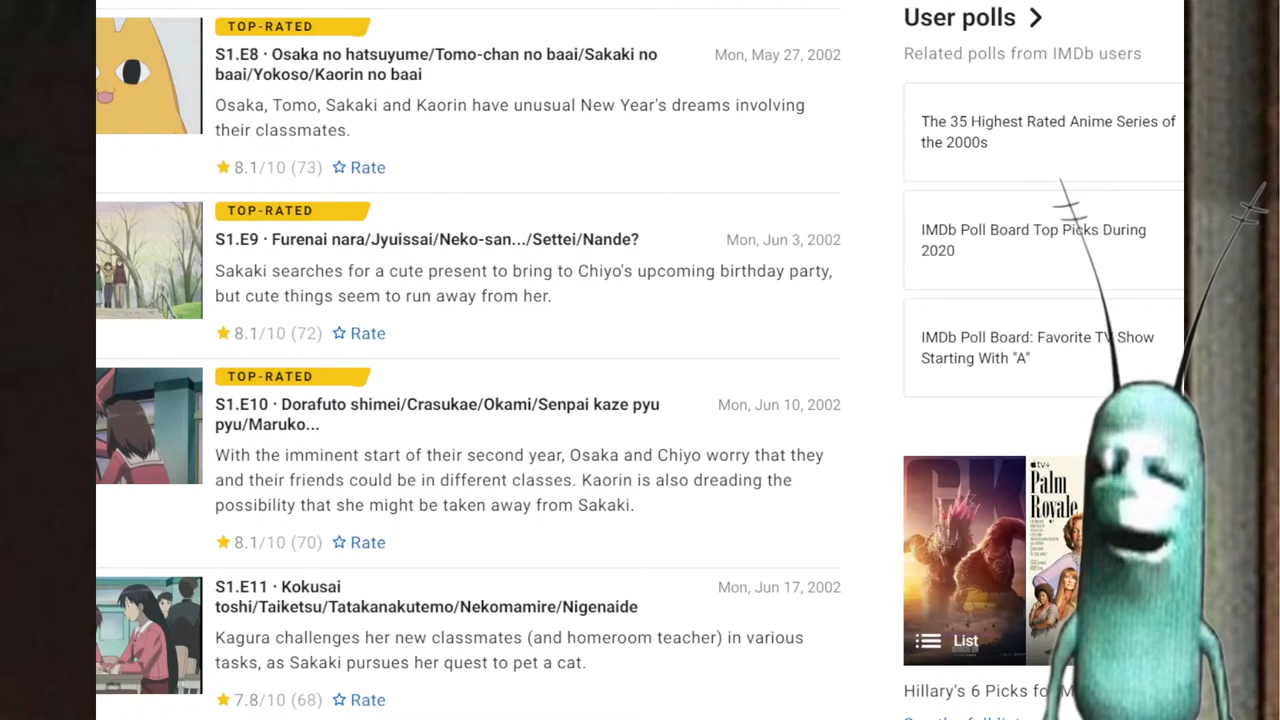 TOP-RATED
S1.E8 · Osaka no hatsuyume/Tomo-chan no baai/Sakaki no
baai/Yokoso/Kaorin no baai
Mon, May 27, 2002
Osaka, Tomo, Sakaki and Kaorin have unusual New Year's dreams involving
their classmates.
8.1/10 (73) Rate
TOP-RATED
S1.E9 · Furenai nara/Jyuissai/Neko-san.../Settei/Nande?
Mon, Jun 3, 2002
Sakaki searches for a cute present to bring to Chiyo's upcoming birthday party,
but cute things seem to run away from her.
8.1/10 (72) Rate
TOP-RATED
S1.E10 · Dorafuto shimei/Crasukae/Okami/Senpai kaze pyu
pyu/Maruko...
Mon, Jun 10, 2002
With the imminent start of their second year, Osaka and Chiyo worry that they
and their friends could be in different classes. Kaorin is also dreading the
possibility that she might be taken away from Sakaki.
8.1/10 (70) Rate
S1.E11 · Kokusai
toshi/Taiketsu/Tatakanakutemo/Nekomamire/Nigenaide
Mon, Jun 17, 2002
Kagura challenges her new classmates (and homeroom teacher) in various
tasks, as Sakaki pursues her quest to pet a cat.
7.8/10 (68) Rate
User polls
Related polls from IMDb users
The 35 Highest Rated Anime Series of
the 2000s
IMDb Poll Board Top Picks During
2020
IMDb Poll Board: Favorite TV Show
Starting With "A"
tv+
Palm
Royale
List
Hillary's 6 Picks fo